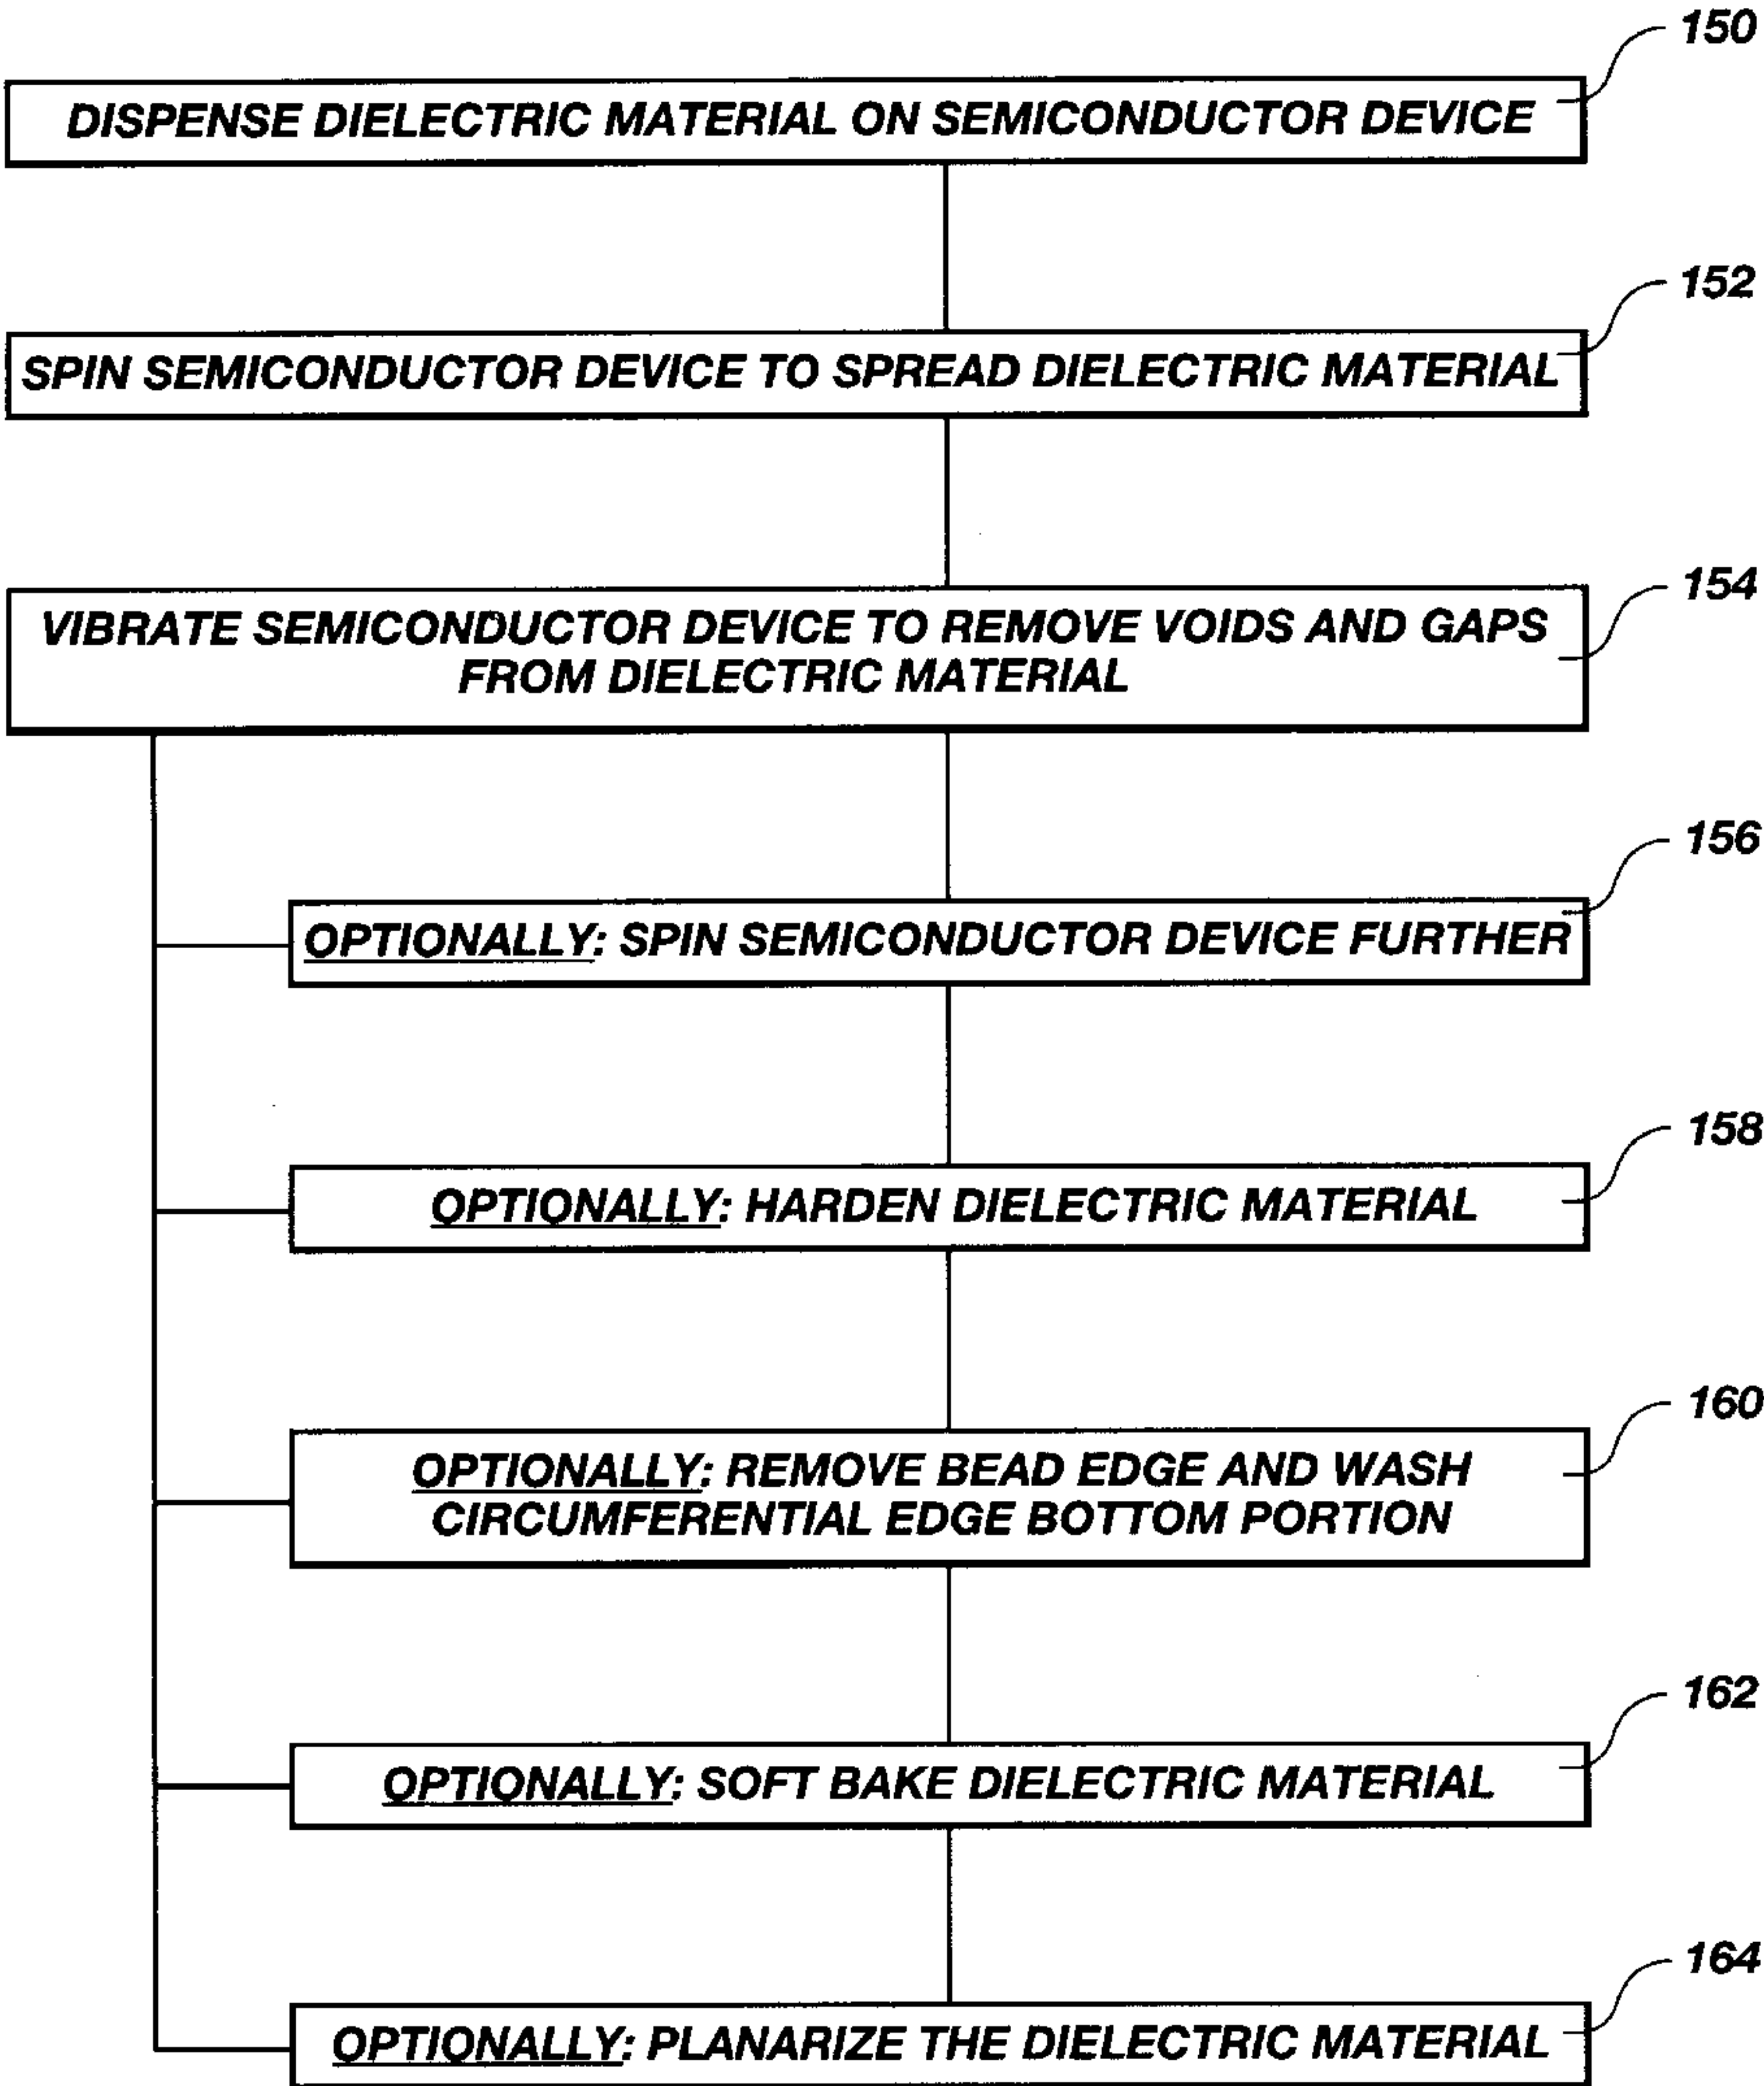 150
DISPENSE DIELECTRIC MATERIAL ON SEMICONDUCTOR DEVICE
152
SPIN SEMICONDUCTOR DEVICE TO SPREAD DIELECTRIC MATERIAL
154
VIBRATE SEMICONDUCTOR DEVICE TO REMOVE VOIDS AND GAPS
FROM DIELECTRIC MATERIAL
156
OPTIONALLY: SPIN SEMICONDUCTOR DEVICE FURTHER
158
OPTIONALLY: HARDEN DIELECTRIC MATERIAL
160
OPTIONALLY: REMOVE BEAD EDGE AND WASH
CIRCUMFERENTIAL EDGE BOTTOM PORTION
162
OPTIONALLY: SOFT BAKE DIELECTRIC MATERIAL
164
OPTIONALLY: PLANARIZE THE DIELECTRIC MATERIAL